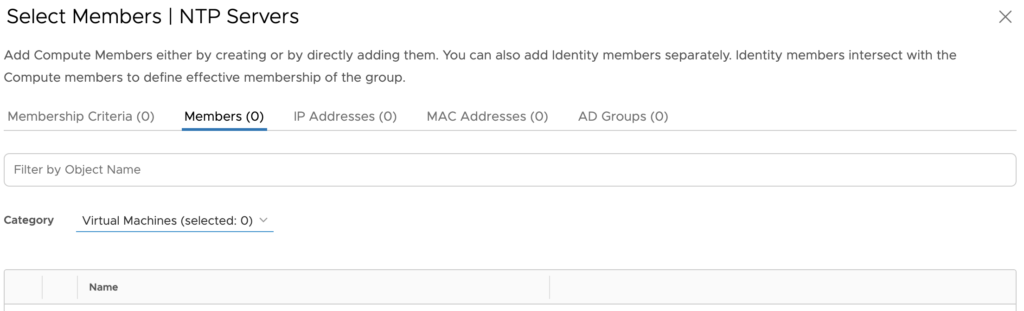 Select Members | NTP Servers
Add Compute Members either by creating or by directly adding them. You can also add Identity members separately. Identity members intersect with the
Compute members to define effective membership of the group.
Membership Criteria (0) Members (0) IP Addresses (0) MAC Addresses (0) AD Groups (0)
Filter by Object Name
Category Virtual Machines (selected: 0)
Name